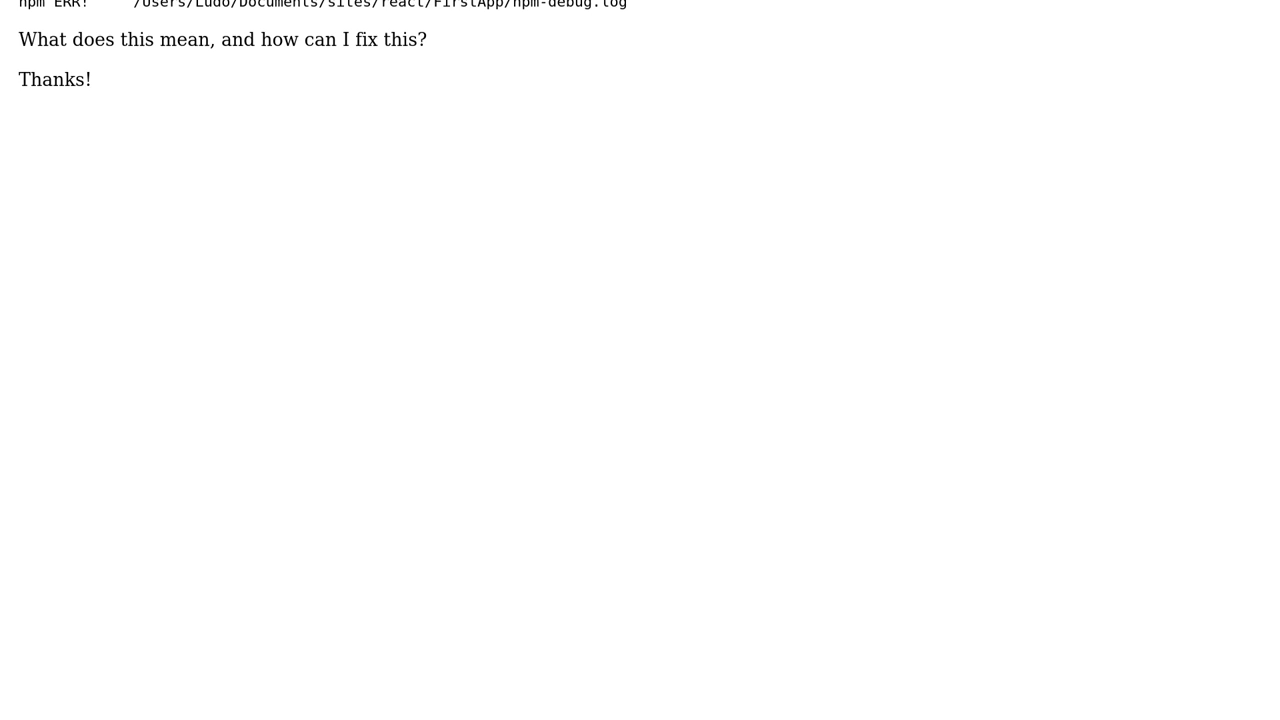 npm ERR!     /Users/Ludo/Documents/sites/react/FirstApp/npm-debug.log
What does this mean, and how can I fix this?
Thanks!